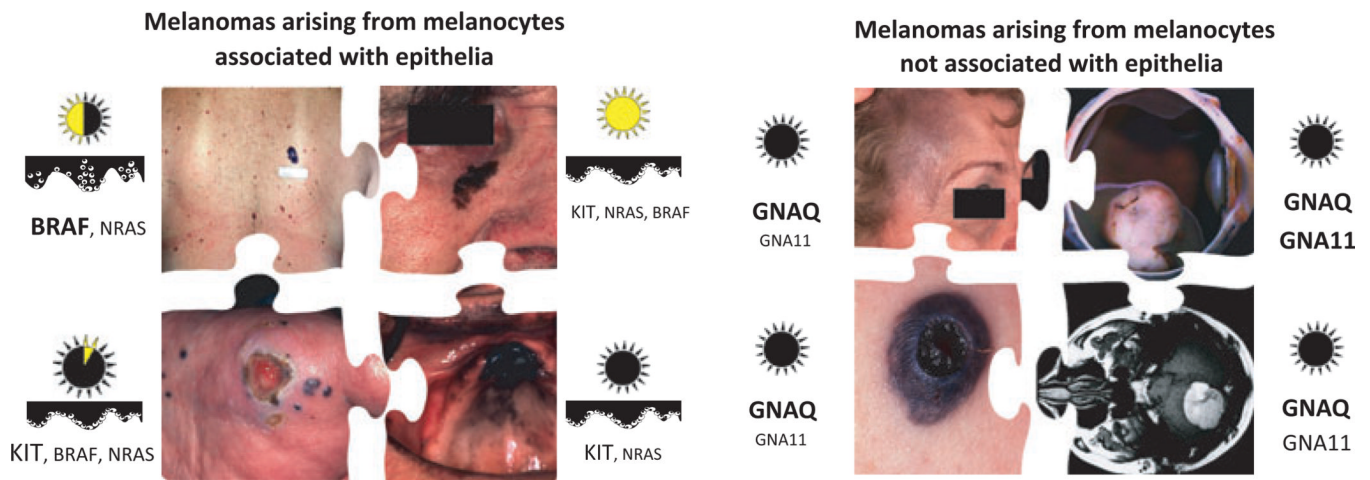 Melanomas arising from melanocytes
associated with epithelia
BRAF, NRAS
KIT, NRAS, BRAF
KIT, BRAF, NRAS
KIT, NRAS
Melanomas arising from melanocytes
not associated with epithelia
GNAQ
GNA11
GNAQ
GNA11
GNAQ
GNA11
GNAQ
GNA11